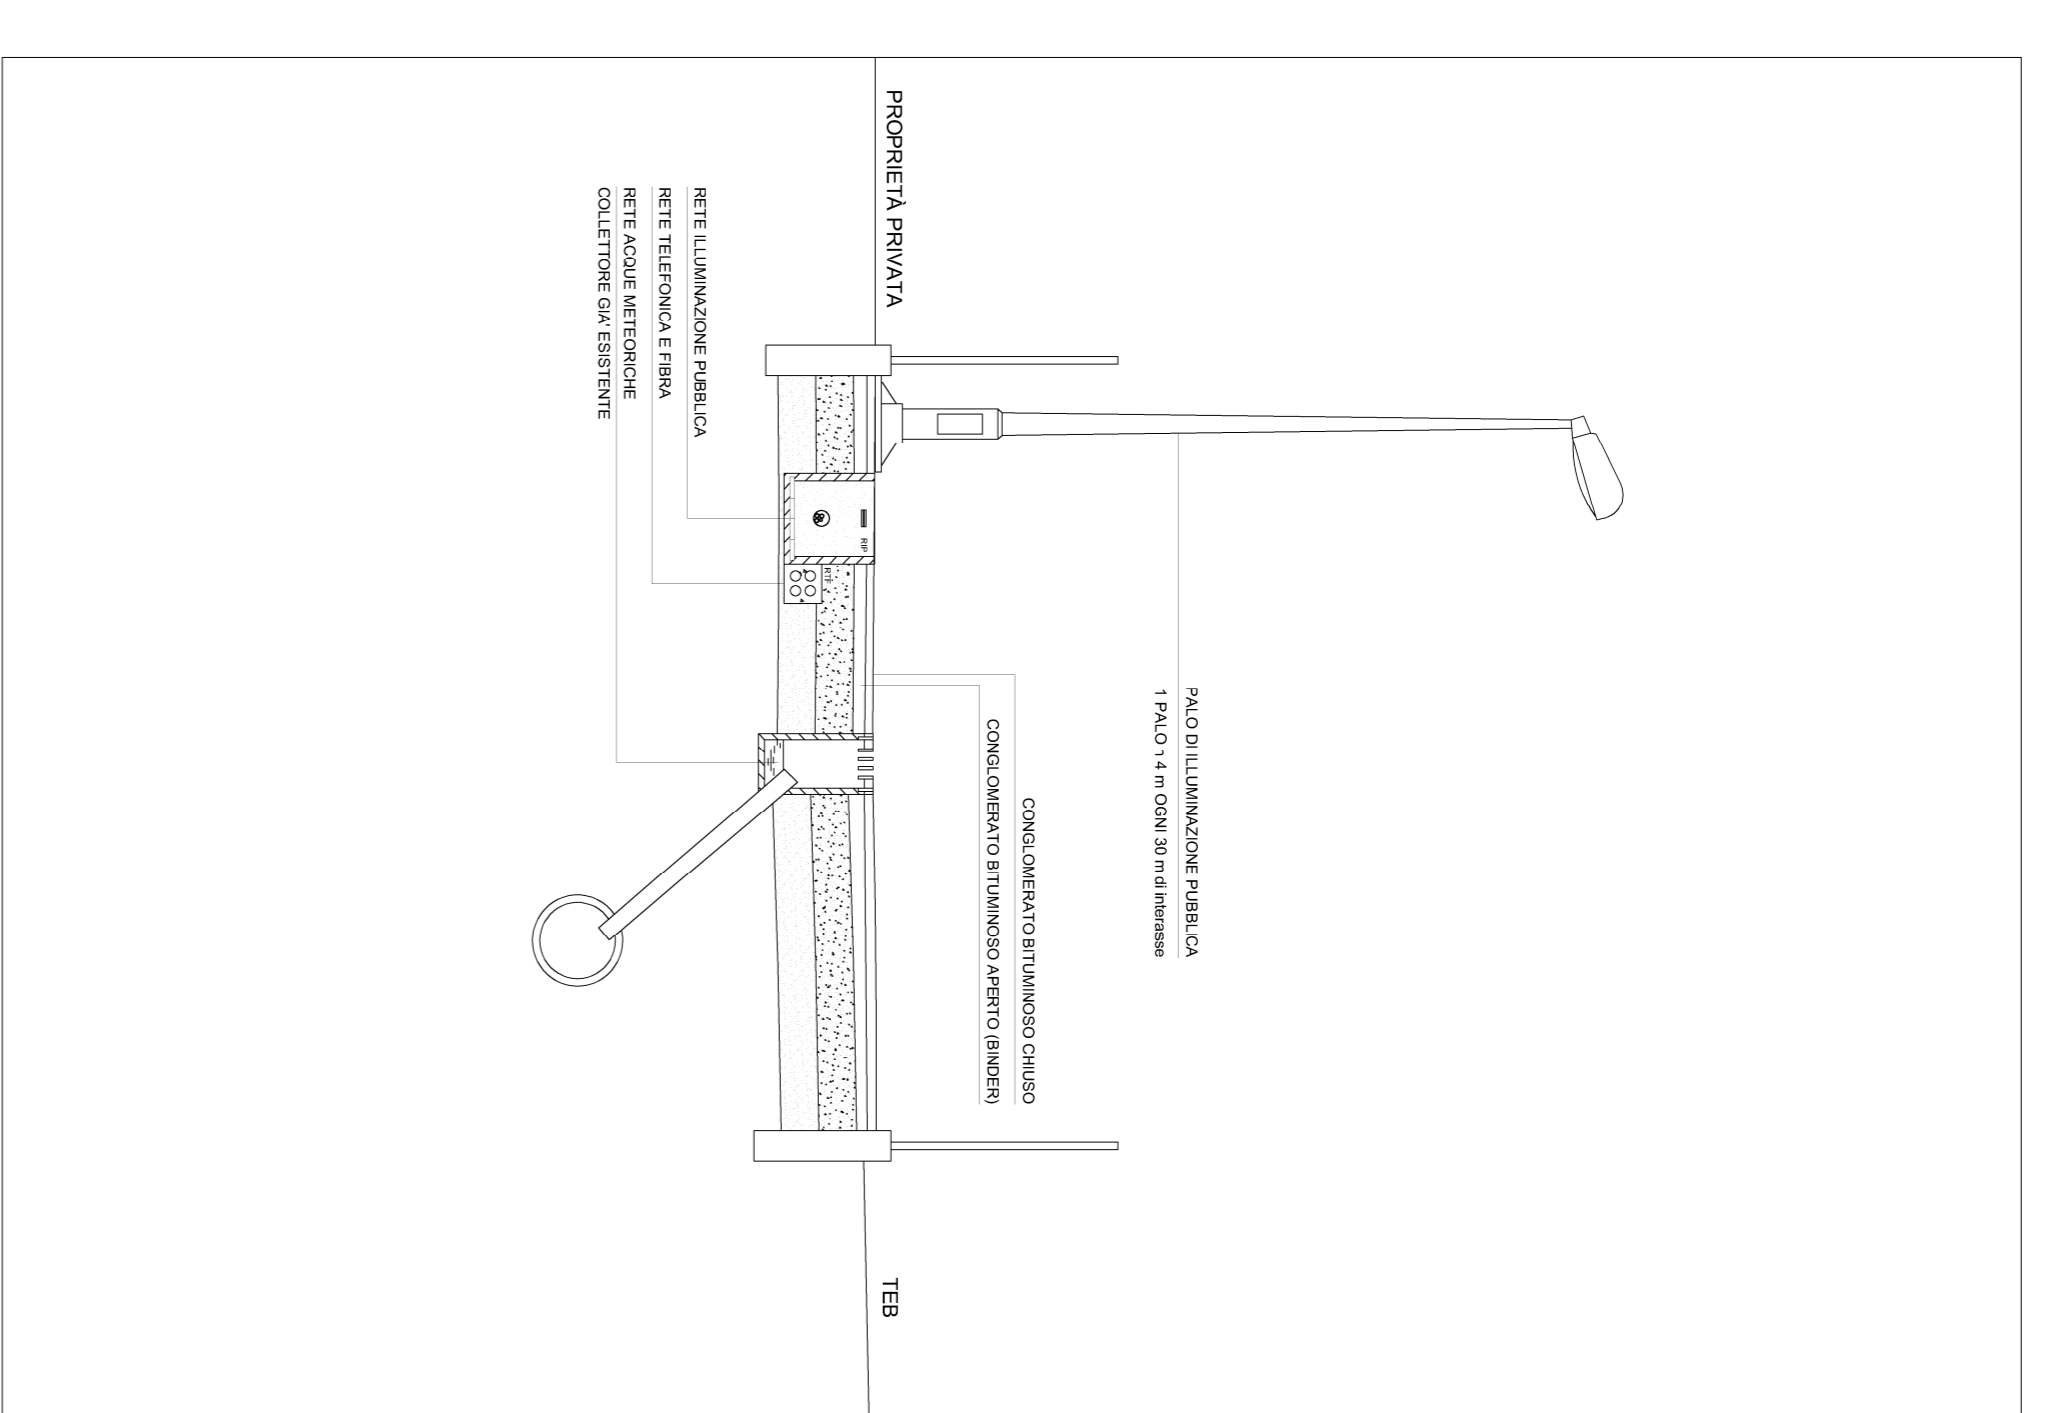 PALO DI ILLUMINAZIONE PUBBLICA
1 PALO 4 m OGNI 30 m di interasse
CONGLOMERATO BITUMINOSO CHIUSO
CONGLOMERATO BITUMINOSO APERTO (BINDER)
PROPRIETÀ PRIVATA
TEB
RIP
RTF
RETE ILLUMINAZIONE PUBBLICA
RETE TELEFONICA E FIBRA
RETE ACQUE METEORICHE
COLLETTORE GIA' ESISTENTE